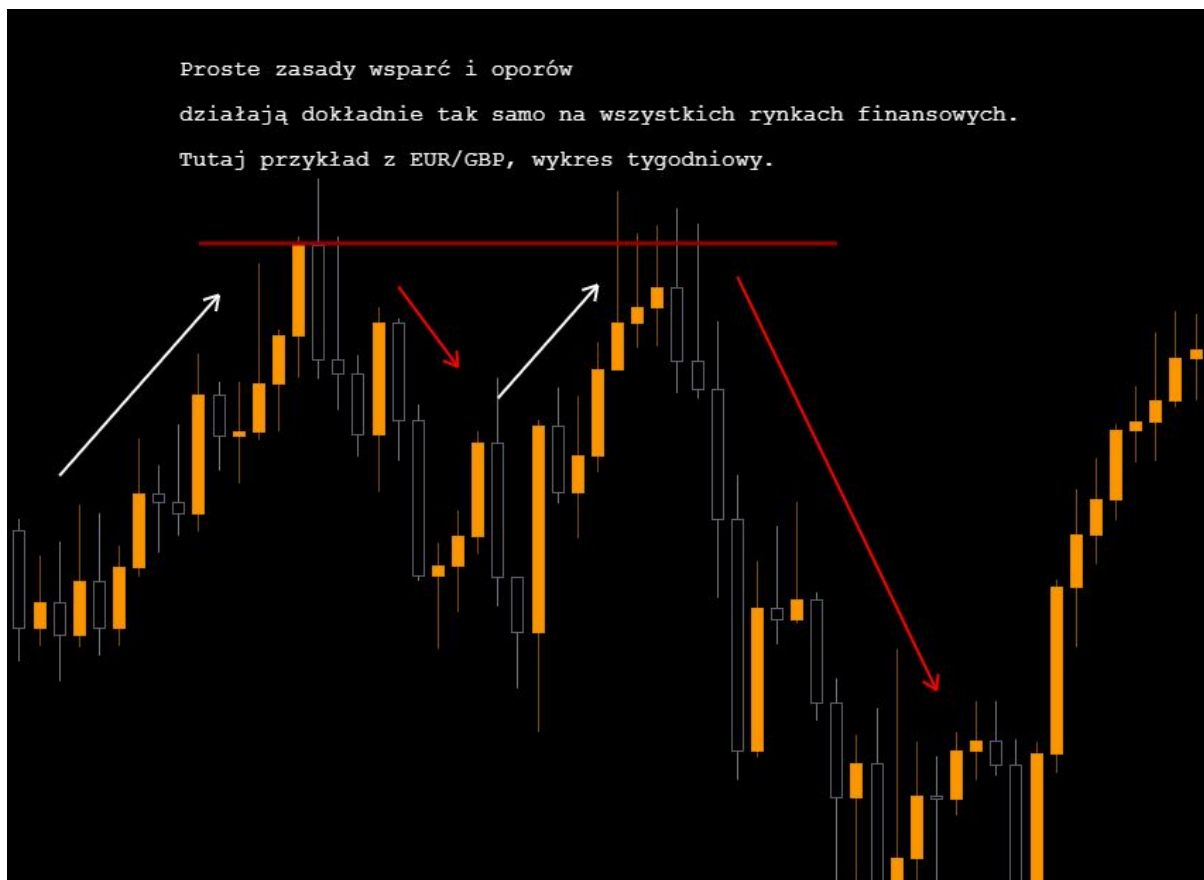 Proste zasady wsparć i oporów
działają dokładnie tak samo na wszystkich rynkach finansowych.
Tutaj przykład z EUR/GBP, wykres tygodniowy.